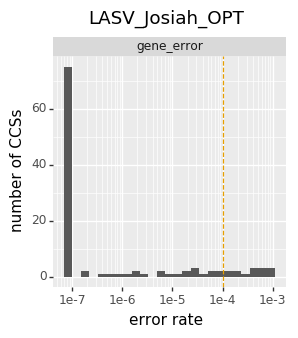 LASV_Josiah_OPT
gene_error
number of CCSs
60
40
20
0
1e-7 1e-6 1e-5 1e-4 1e-3
error rate